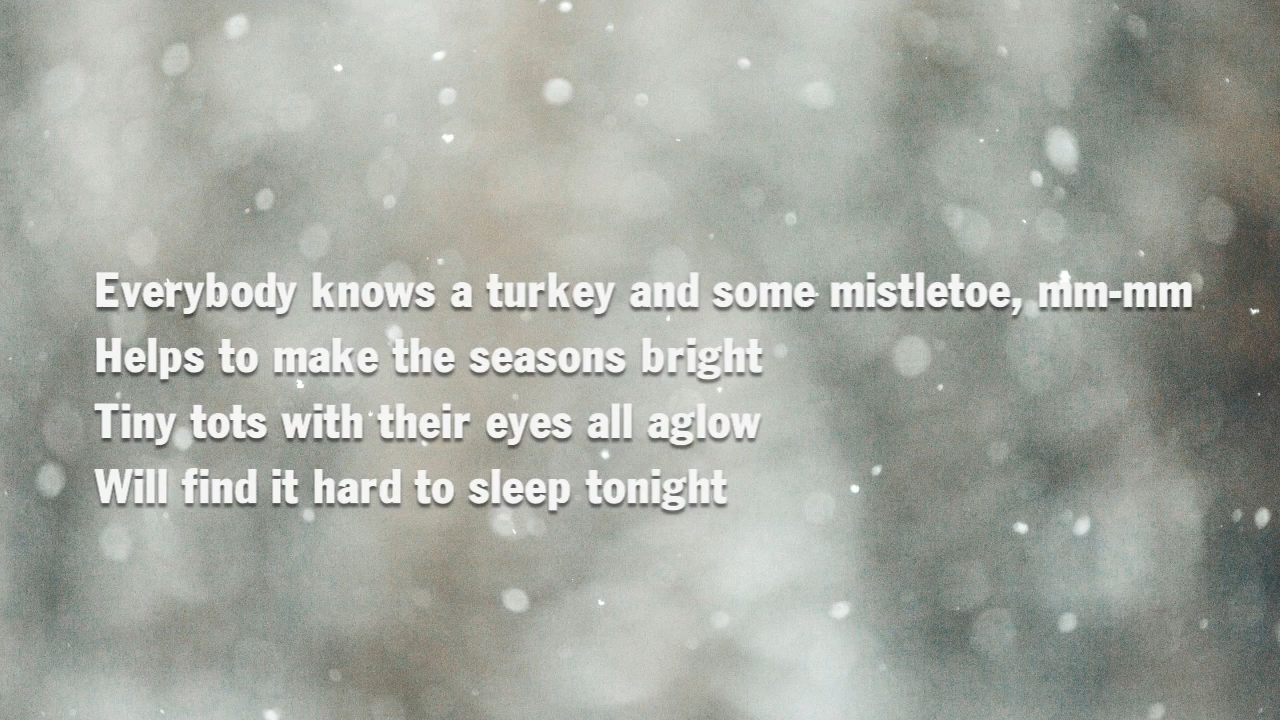 Everybody knows a turkey and some mistletoe, mm-mm
Helps to make the seasons bright
Tiny tots with their eyes all aglow
Will find it hard to sleep tonight